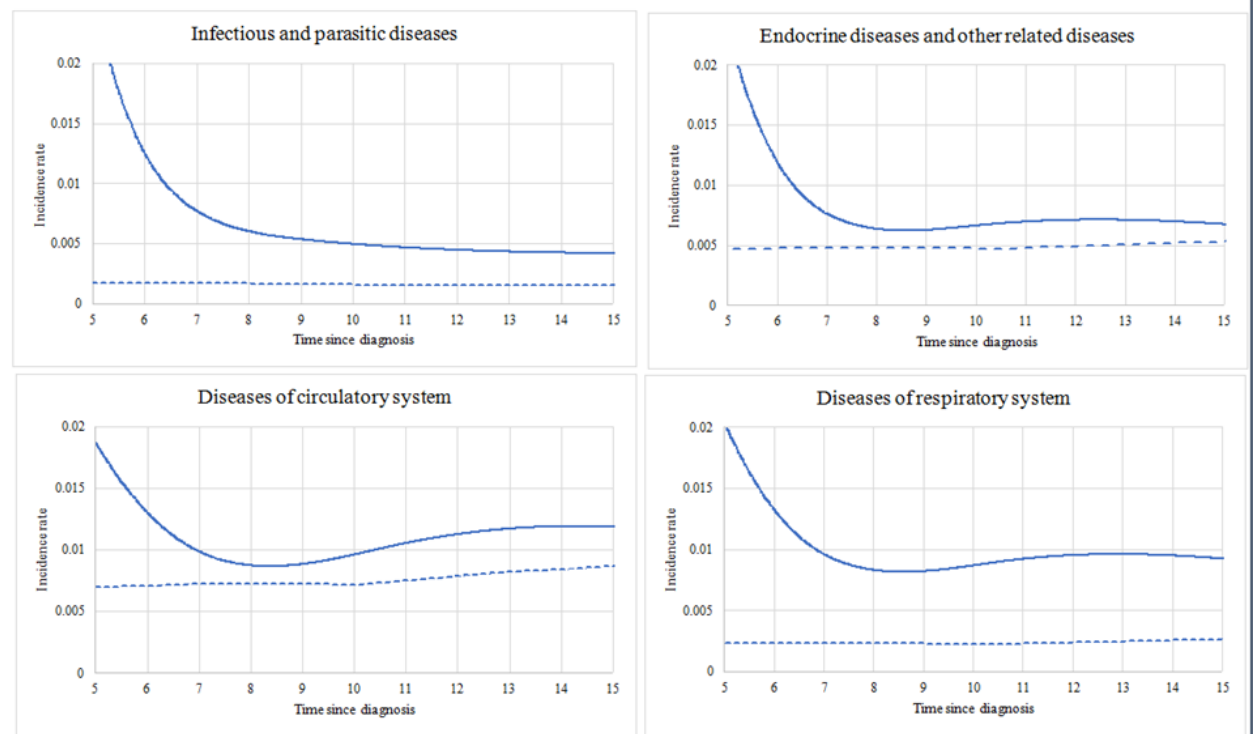 Infectious and parasitic diseases
0.02
0.015
0.01
0.005
0
Incidence rate
5 6 7 8 9 10 11 12 13 14 15
Time since diagnosis
Endocrine diseases and other related diseases
0.02
0.015
0.01
0.005
0
Incidence rate
5 6 7 8 9 10 11 12 13 14 15
Time since diagnosis
Diseases of circulatory system
0.02
0.015
0.01
0.005
0
Incidence rate
5 6 7 8 9 10 11 12 13 14 15
Time since diagnosis
Diseases of respiratory system
0.02
0.015
0.01
0.005
0
Incidence rate
5 6 7 8 9 10 11 12 13 14 15
Time since diagnosis